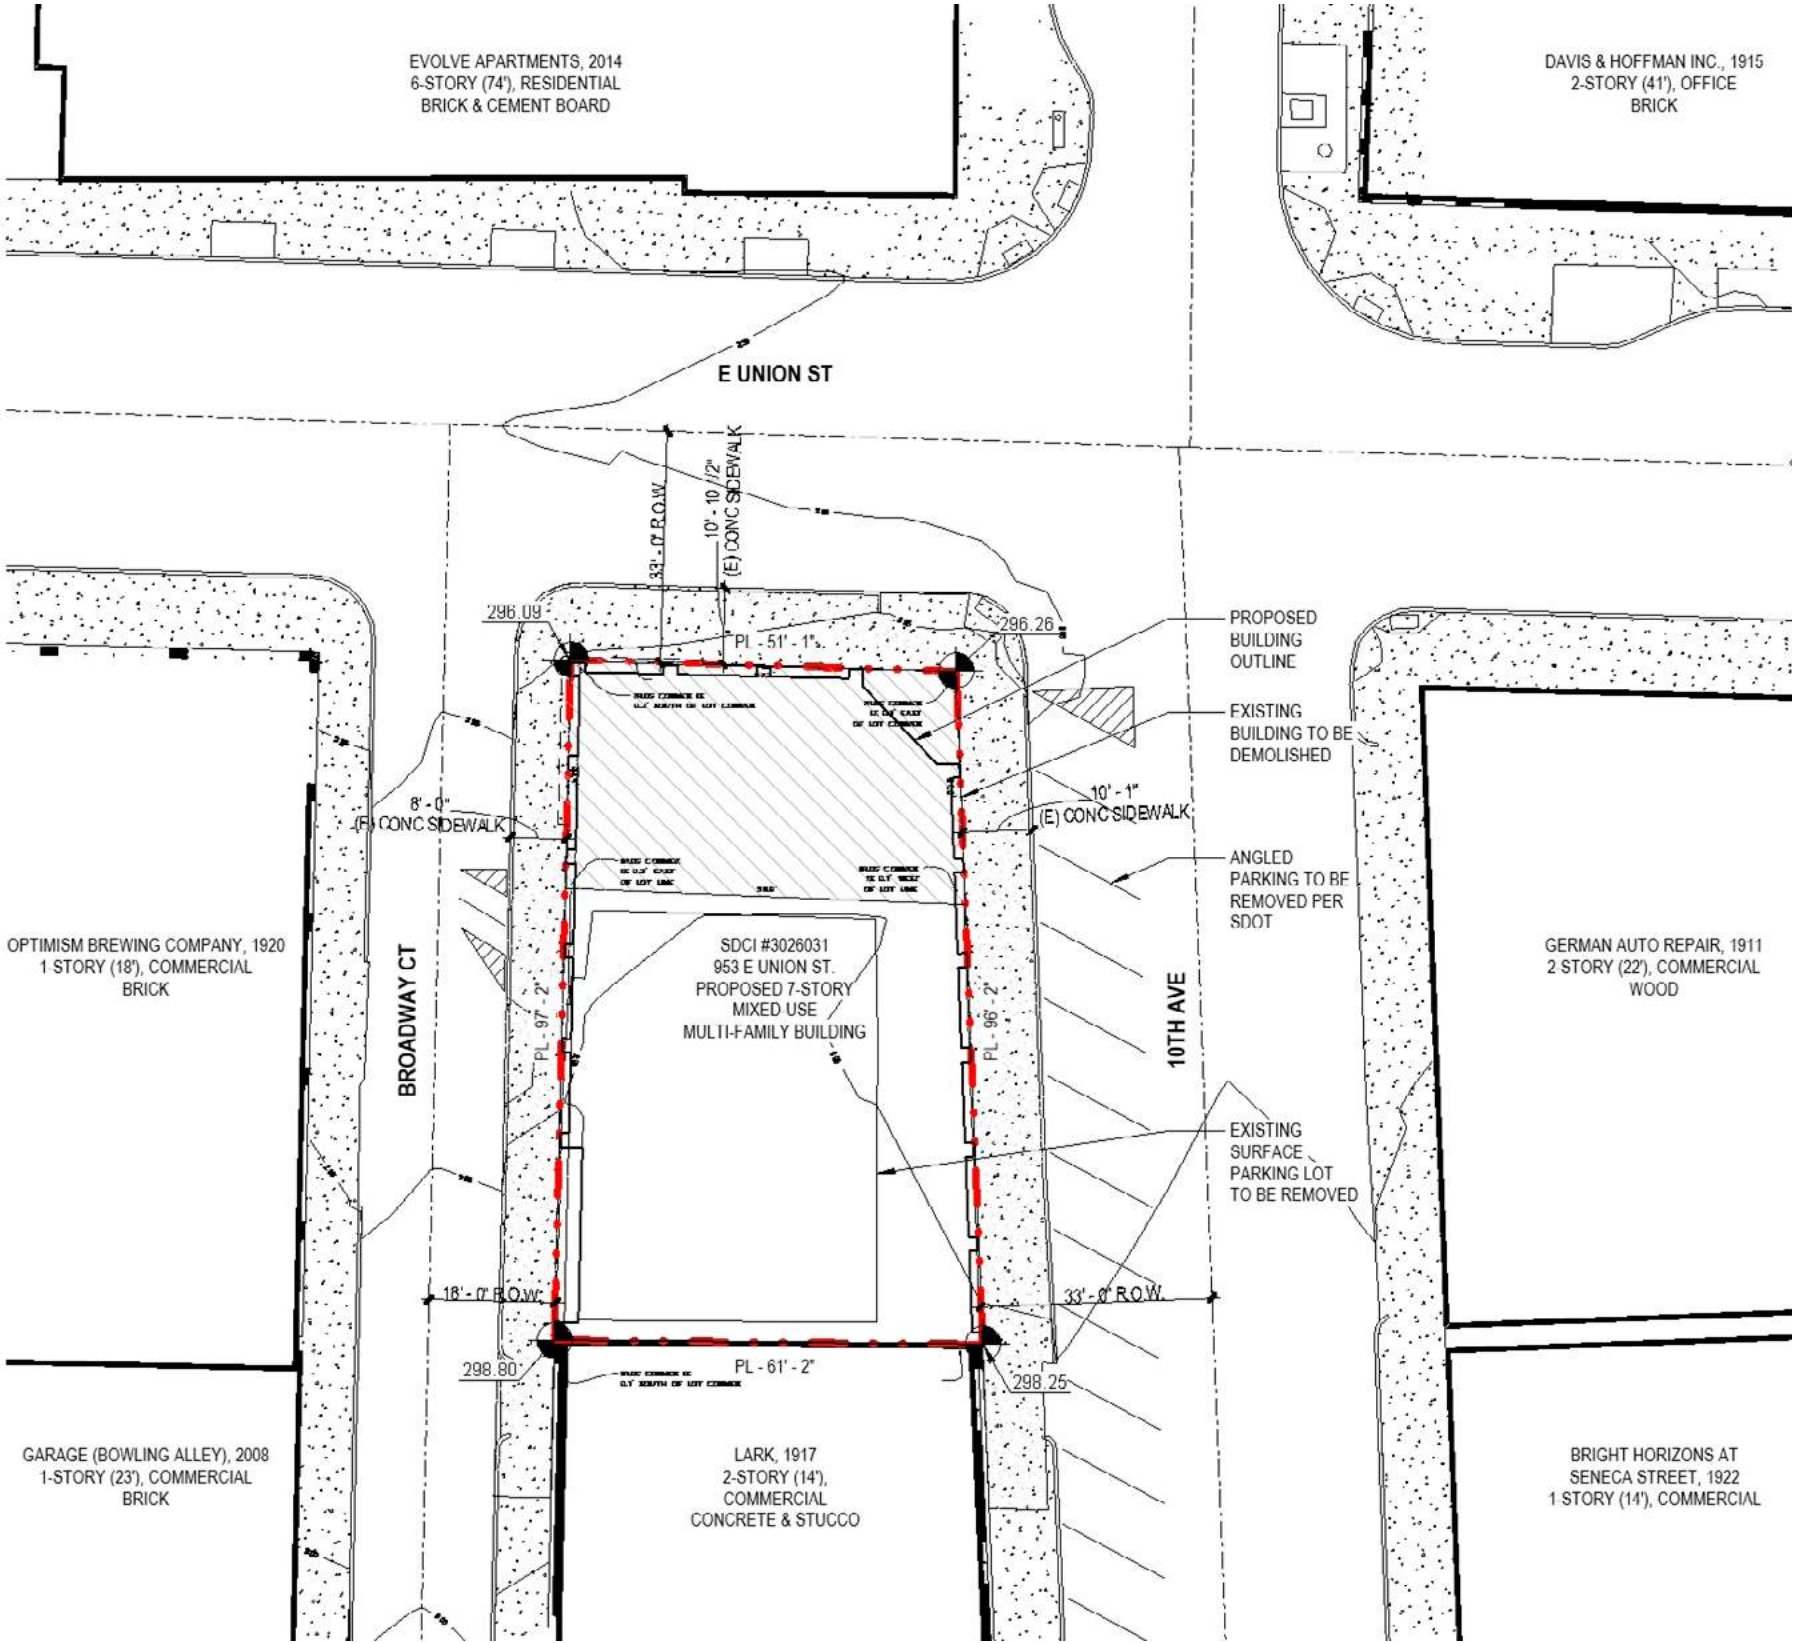 EVOLVE APARTMENTS, 2014
6-STORY (74'), RESIDENTIAL
BRICK & CEMENT BOARD
DAVIS & HOFFMAN INC., 1915
2-STORY (41'), OFFICE
BRICK
E UNION ST
33' - 0" R.O.W.
10' - 10 1/2"
(E) CONC SIDEWALK
296.09
296.26
PL - 51' - 1"
PROPOSED
BUILDING
OUTLINE
EXISTING
BUILDING TO BE
DEMOLISHED
8' - 0"
(E) CONC SIDEWALK
10' - 1"
(E) CONC SIDEWALK
ANGLED
PARKING TO BE
REMOVED PER
SDOT
OPTIMISM BREWING COMPANY, 1920
1-STORY (18'), COMMERCIAL
BRICK
BROADWAY CT
PL - 97' - 2"
SDCI #3026031
953 E UNION ST.
PROPOSED 7-STORY
MIXED USE
MULTI-FAMILY BUILDING
PL - 96' - 2"
10TH AVE
GERMAN AUTO REPAIR, 1911
2 STORY (22'), COMMERCIAL
WOOD
EXISTING
SURFACE
PARKING LOT
TO BE REMOVED
R.O.W.
33' - 0" R.O.W.
298.80
PL - 61' - 2"
298.25
GARAGE (BOWLING ALLEY), 2008
1-STORY (23'), COMMERCIAL
BRICK
LARK, 1917
2-STORY (14'),
COMMERCIAL
CONCRETE & STUCCO
BRIGHT HORIZONS AT
SENECA STREET, 1922
1 STORY (14'), COMMERCIAL